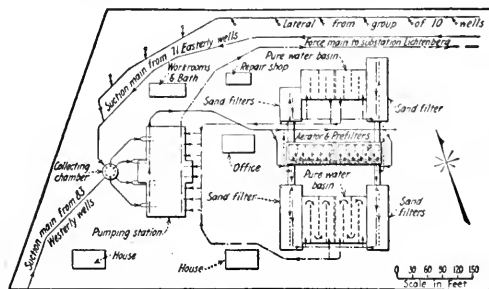 Lateral from group of 10 wells
Force main to substation Lichtenberg
Suction main from 71 Easterly wells
Workrooms & Bath
Repair shop
Pure water basin
Sand filters
Sand filter
Aerator & Prefilters
Collecting chamber
Office
Pure water basin
Sand filter
Sand filters
Pumping station
Suction main from 83 Westerly wells
House
House
0 30 60 90 120 150
Scale in Feet